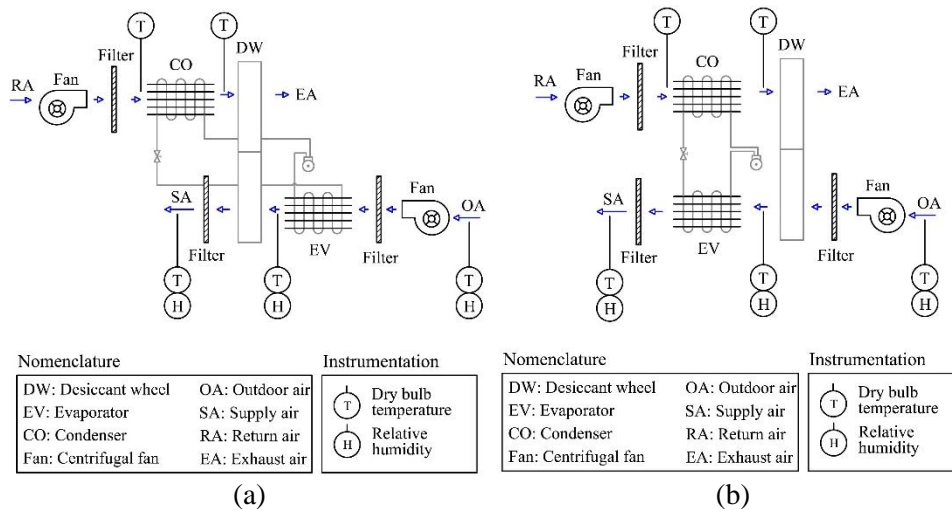 T
T
DW
Filter
CO
RA
Fan
EA
SA
OA
Fan
Filter
EV
Filter
T
H
T
H
T
H
Nomenclature
DW: Desiccant wheel
OA: Outdoor air
EV: Evaporator
SA: Supply air
CO: Condenser
RA: Return air
Fan: Centrifugal fan
EA: Exhaust air
Instrumentation
T
Dry bulb
temperature
H
Relative
humidity
(a)
T
T
DW
Filter
CO
RA
Fan
EA
SA
Fan
OA
Filter
EV
Filter
T
H
T
H
T
H
Nomenclature
DW: Desiccant wheel
OA: Outdoor air
EV: Evaporator
SA: Supply air
CO: Condenser
RA: Return air
Fan: Centrifugal fan
EA: Exhaust air
Instrumentation
T
Dry bulb
temperature
H
Relative
humidity
(b)